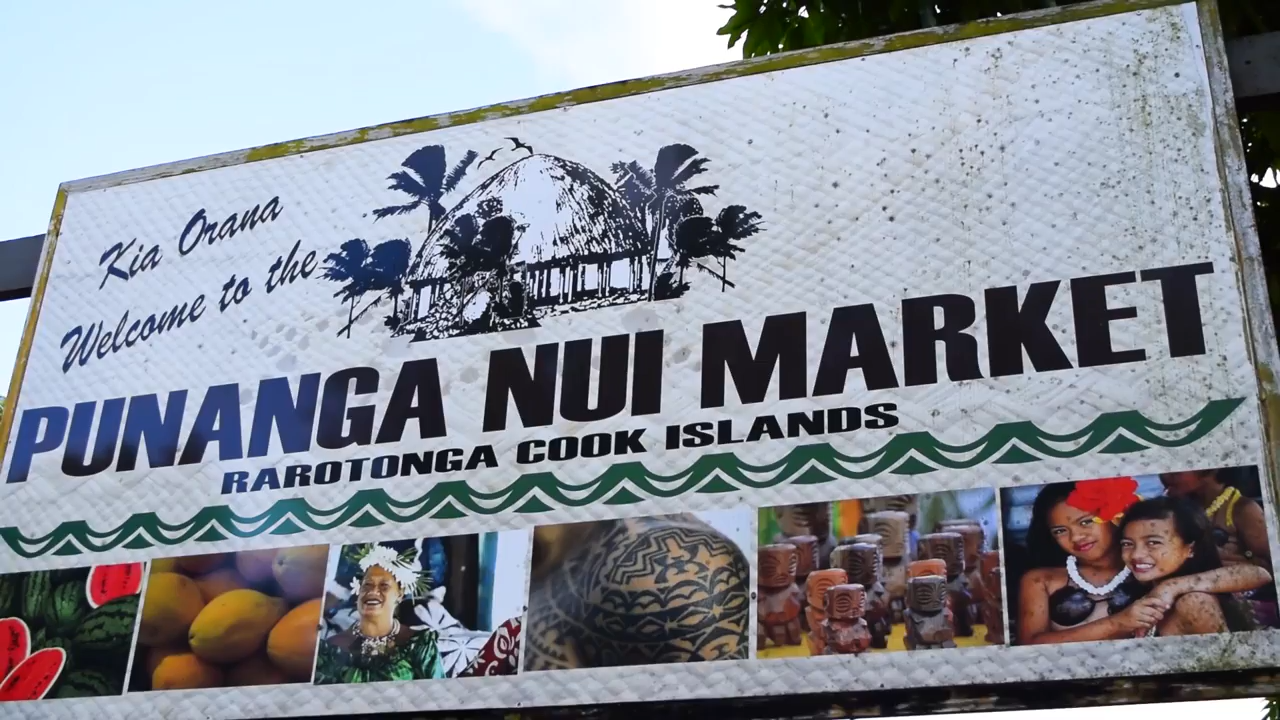 Kia Orana
Welcome to the
PUNANGA NUI MARKET
RAROTONGA COOK ISLANDS